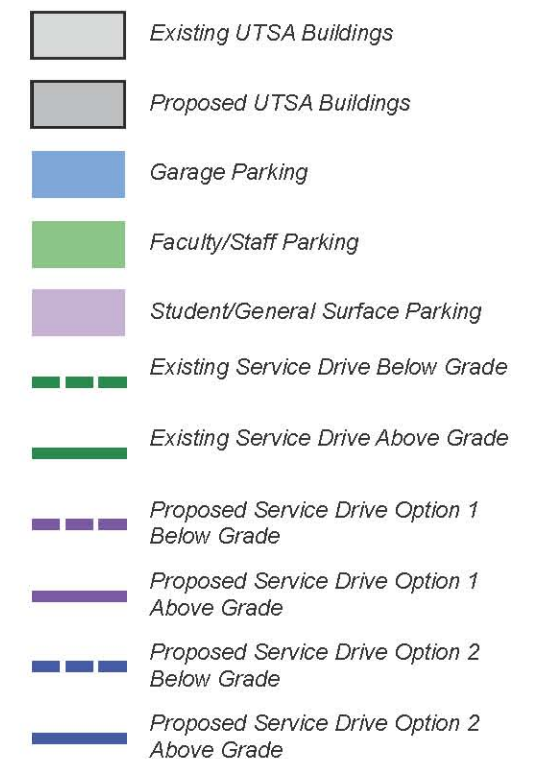 Existing UTSA Buildings
Proposed UTSA Buildings
Garage Parking
Faculty/Staff Parking
Student/General Surface Parking
Existing Service Drive Below Grade
Existing Service Drive Above Grade
Proposed Service Drive Option 1
Below Grade
Proposed Service Drive Option 1
Above Grade
Proposed Service Drive Option 2
Below Grade
Proposed Service Drive Option 2
Above Grade